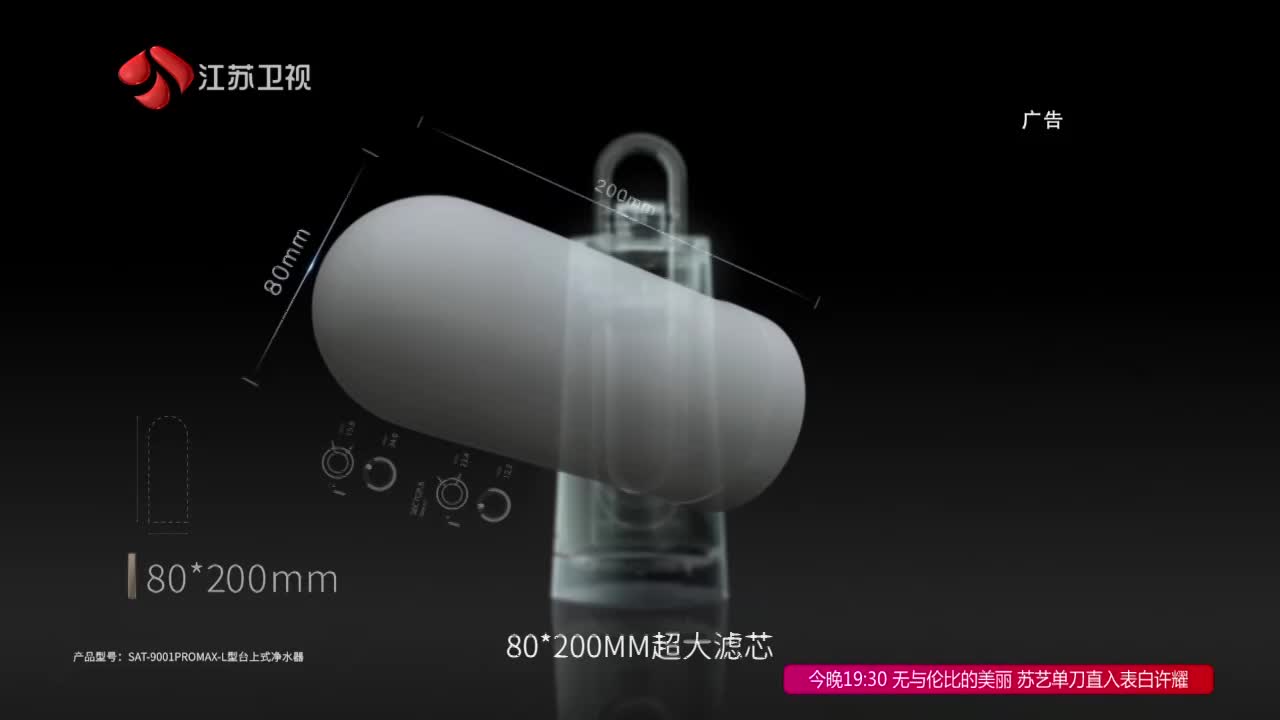 江苏卫视
广告
200mm
80mm
80*200mm
80*200MM超大滤芯
产品型号：SAT-9001PROMAX-L型台上式净水器
今晚19:30 无与伦比的美丽 苏艺单刀直入表白许耀